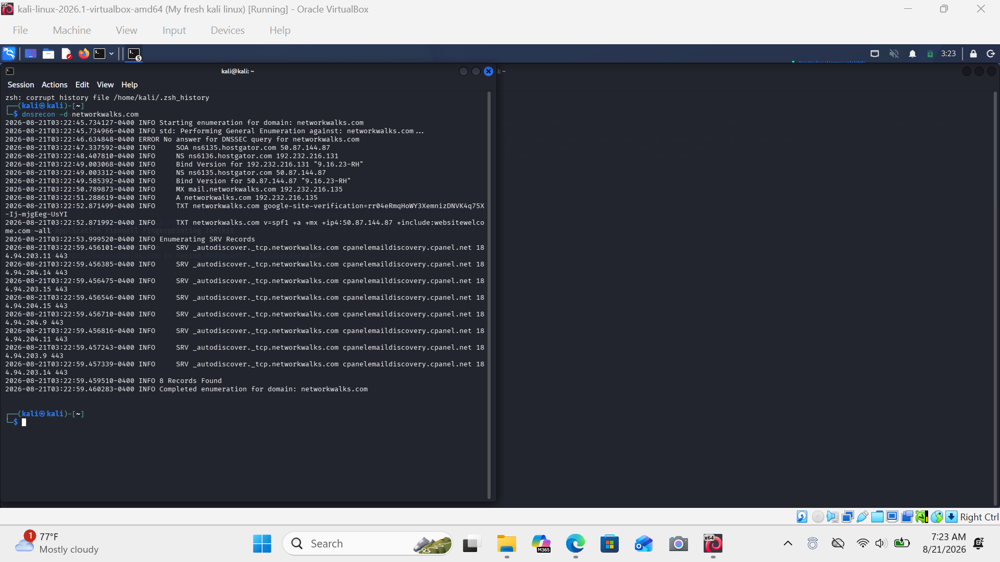 kali-linux-2026.1-virtualbox-amd64 (My fresh kali linux) [Running] - Oracle VirtualBox
File Machine View Input Devices Help
5
3:23
kali@kali: ~
i: ~
Session Actions Edit View Help
zsh: corrupt history file /home/kali/.zsh_history
┌──(kali㉿kali)-[~]
└─$ dnsrecon -d networkwalks.com
2026-08-21T03:22:45.734127-0400 INFO Starting enumeration for domain: networkwalks.com
2026-08-21T03:22:45.734966-0400 INFO std: Performing General Enumeration against: networkwalks.com...
2026-08-21T03:22:46.634848-0400 ERROR No answer for DNSSEC query for networkwalks.com
2026-08-21T03:22:47.337592-0400 INFO     SOA ns6135.hostgator.com 50.87.144.87
2026-08-21T03:22:48.407810-0400 INFO     NS ns6136.hostgator.com 192.232.216.131
2026-08-21T03:22:49.003068-0400 INFO     Bind Version for 192.232.216.131 "9.16.23-RH"
2026-08-21T03:22:49.003312-0400 INFO     NS ns6135.hostgator.com 50.87.144.87
2026-08-21T03:22:49.585392-0400 INFO     Bind Version for 50.87.144.87 "9.16.23-RH"
2026-08-21T03:22:50.789873-0400 INFO     MX mail.networkwalks.com 192.232.216.135
2026-08-21T03:22:51.288619-0400 INFO     A networkwalks.com 192.232.216.135
2026-08-21T03:22:52.871499-0400 INFO     TXT networkwalks.com google-site-verification=rr04eRmqHoWY3XemnizDNVK4q75X
-Ij-mjgEeg-UsYI
2026-08-21T03:22:52.871992-0400 INFO     TXT networkwalks.com v=spf1 +a +mx +ip4:50.87.144.87 +include:websitewelco
me.com ~all Application Firewall Fingerprinting Toolkit
2026-08-21T03:22:53.999520-0400 INFO Enumerating SRV Records
2026-08-21T03:22:59.456101-0400 INFO     SRV _autodiscover._tcp.networkwalks.com cpanelemaildiscovery.cpanel.net 18
4.94.203.11 443
2026-08-21T03:22:59.456385-0400 INFO     SRV _autodiscover._tcp.networkwalks.com cpanelemaildiscovery.cpanel.net 18
4.94.204.14 443
2026-08-21T03:22:59.456475-0400 INFO     SRV _autodiscover._tcp.networkwalks.com cpanelemaildiscovery.cpanel.net 18
4.94.203.15 443
2026-08-21T03:22:59.456546-0400 INFO     SRV _autodiscover._tcp.networkwalks.com cpanelemaildiscovery.cpanel.net 18
4.94.204.15 443
2026-08-21T03:22:59.456710-0400 INFO     SRV _autodiscover._tcp.networkwalks.com cpanelemaildiscovery.cpanel.net 18
4.94.204.9 443
2026-08-21T03:22:59.456816-0400 INFO     SRV _autodiscover._tcp.networkwalks.com cpanelemaildiscovery.cpanel.net 18
4.94.204.11 443
2026-08-21T03:22:59.457243-0400 INFO     SRV _autodiscover._tcp.networkwalks.com cpanelemaildiscovery.cpanel.net 18
4.94.203.9 443
2026-08-21T03:22:59.457339-0400 INFO     SRV _autodiscover._tcp.networkwalks.com cpanelemaildiscovery.cpanel.net 18
4.94.203.14 443
2026-08-21T03:22:59.459510-0400 INFO 8 Records Found
2026-08-21T03:22:59.460283-0400 INFO Completed enumeration for domain: networkwalks.com
┌──(kali㉿kali)-[~]
└─$
Right Ctrl
1
77°F
Mostly cloudy
Search
M365
x64
7:23 AM
8/21/2026